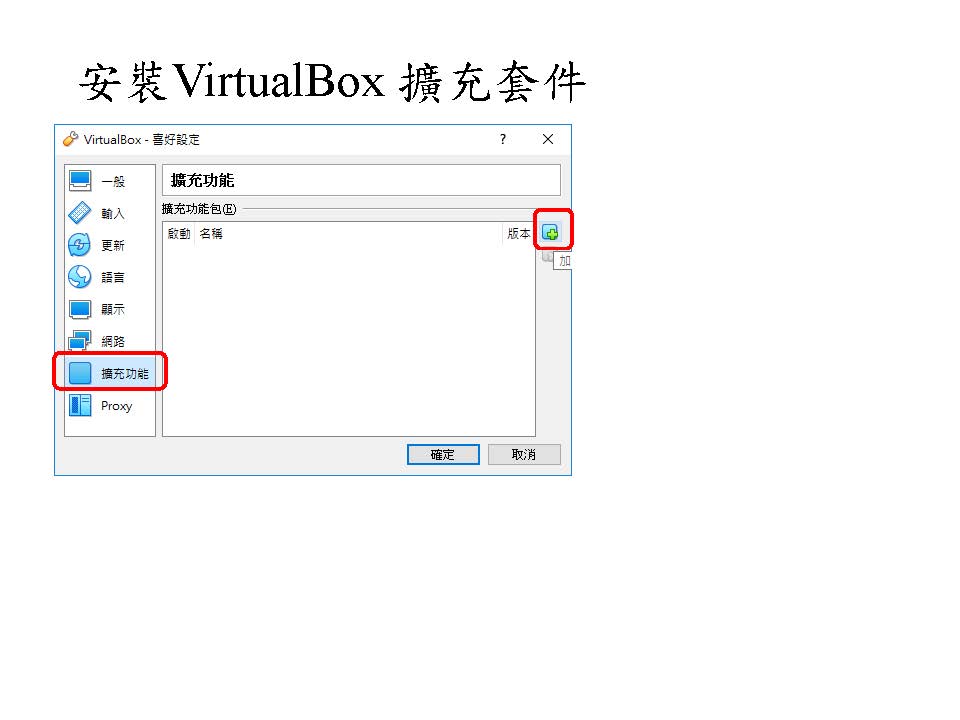 安裝VirtualBox 擴充套件
VirtualBox - 喜好設定
?
一般
輸入
更新
語言
顯示
網路
擴充功能
Proxy
擴充功能
擴充功能包(E)
啟動 名稱 版本
加
確定 取消